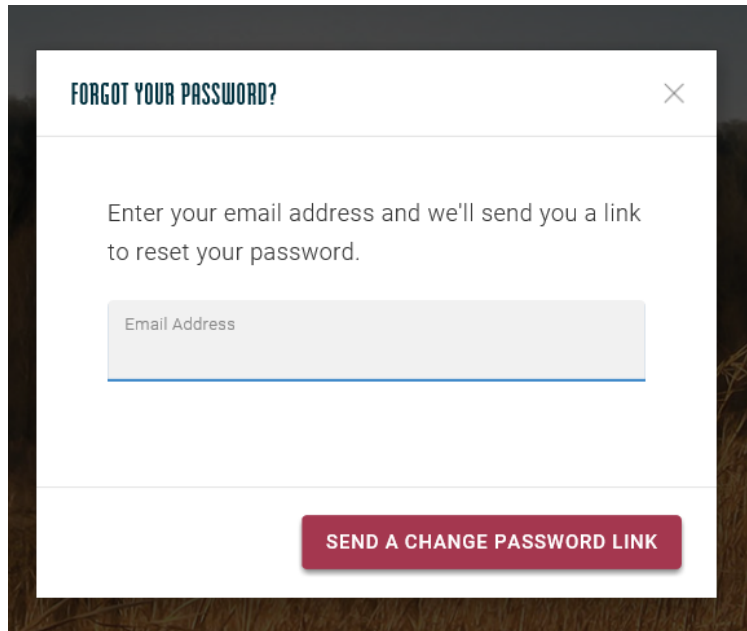 FORGOT YOUR PASSWORD?
Enter your email address and we'll send you a link
to reset your password.
Email Address
SEND A CHANGE PASSWORD LINK